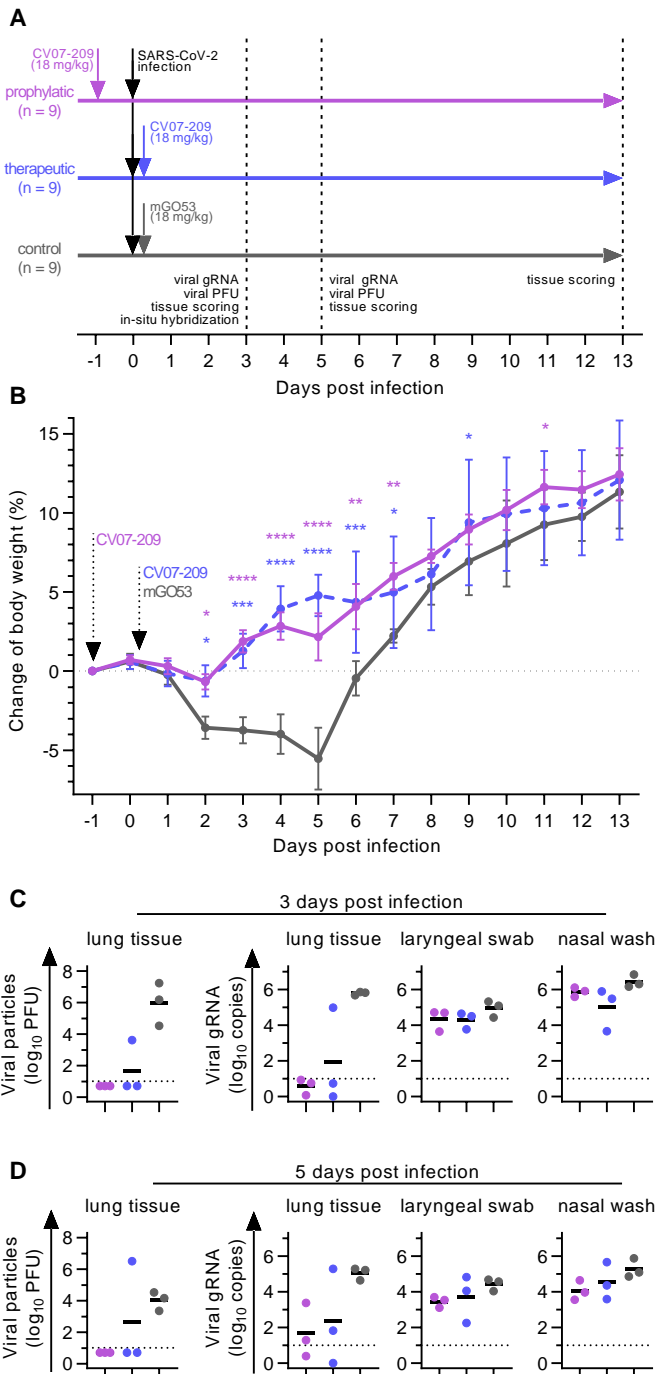 A
CV07-209
(18 mg/kg)
SARS-CoV-2
infection
prophylatic
(n = 9)
CV07-209
(18 mg/kg)
therapeutic
(n = 9)
mGO53
(18 mg/kg)
control
(n = 9)
viral gRNA
viral PFU
tissue scoring
in-situ hybridization
viral gRNA
viral PFU
tissue scoring
tissue scoring
-1 0 1 2 3 4 5 6 7 8 9 10 11 12 13
Days post infection
B
Change of body weight (%)
15
10
5
0
-5
CV07-209
CV07-209
mGO53
*
*
****
***
****
****
****
****
**
***
**
*
*
*
-1 0 1 2 3 4 5 6 7 8 9 10 11 12 13
Days post infection
C
3 days post infection
lung tissue
lung tissue
laryngeal swab
nasal wash
Viral particles
(log10 PFU)
8
6
4
2
0
Viral gRNA
(log10 copies)
6
4
2
0
6
4
2
0
6
4
2
0
D
5 days post infection
lung tissue
lung tissue
laryngeal swab
nasal wash
Viral particles
(log10 PFU)
8
6
4
2
0
Viral gRNA
(log10 copies)
6
4
2
0
6
4
2
0
6
4
2
0